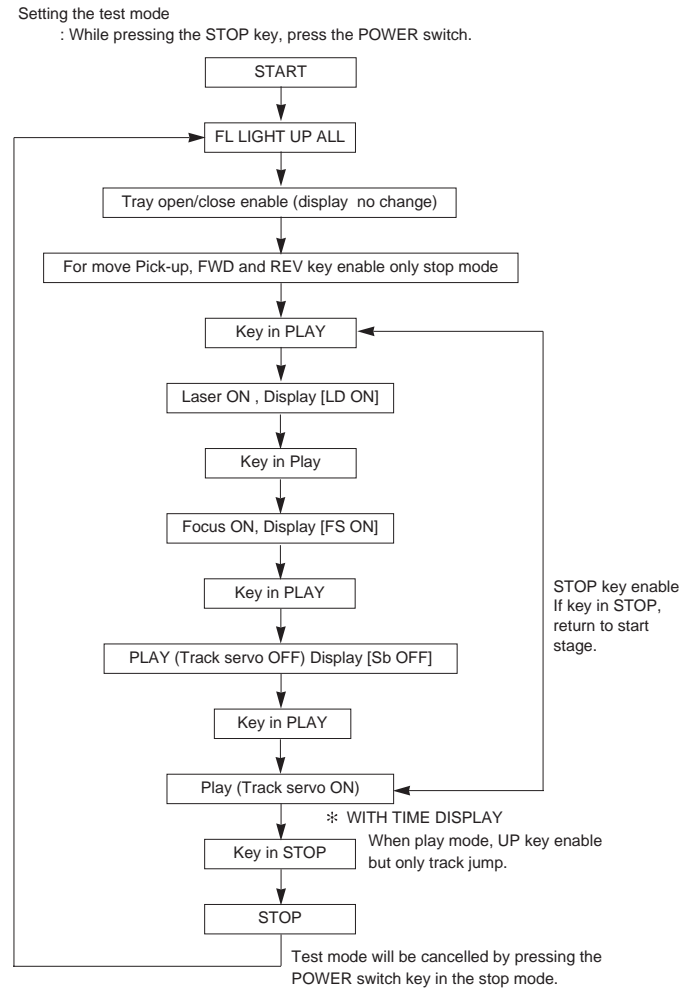 Setting the test mode
: While pressing the STOP key, press the POWER switch.
START
FL LIGHT UP ALL
Tray open/close enable (display no change)
For move Pick-up, FWD and REV key enable only stop mode
Key in PLAY
Laser ON , Display [LD ON]
Key in Play
Focus ON, Display [FS ON]
Key in PLAY
STOP key enable
If key in STOP,
return to start
stage.
PLAY (Track servo OFF) Display [Sb OFF]
Key in PLAY
Play (Track servo ON)
✻ WITH TIME DISPLAY
When play mode, UP key enable
but only track jump.
Key in STOP
STOP
Test mode will be cancelled by pressing the
POWER switch key in the stop mode.